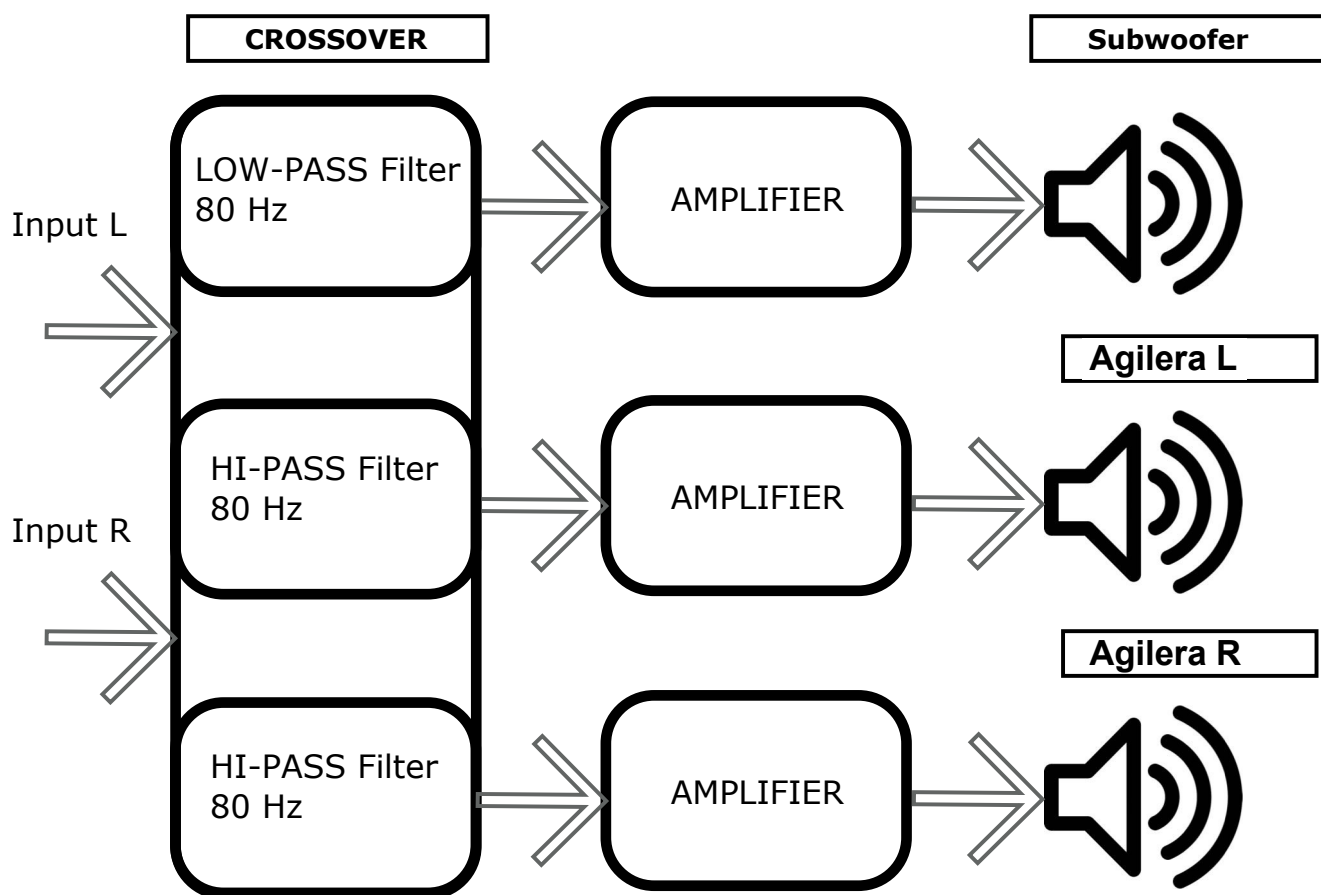 CROSSOVER
Subwoofer
LOW-PASS Filter
80 Hz
AMPLIFIER
Input L
Agilera L
HI-PASS Filter
80 Hz
AMPLIFIER
Input R
Agilera R
HI-PASS Filter
80 Hz
AMPLIFIER